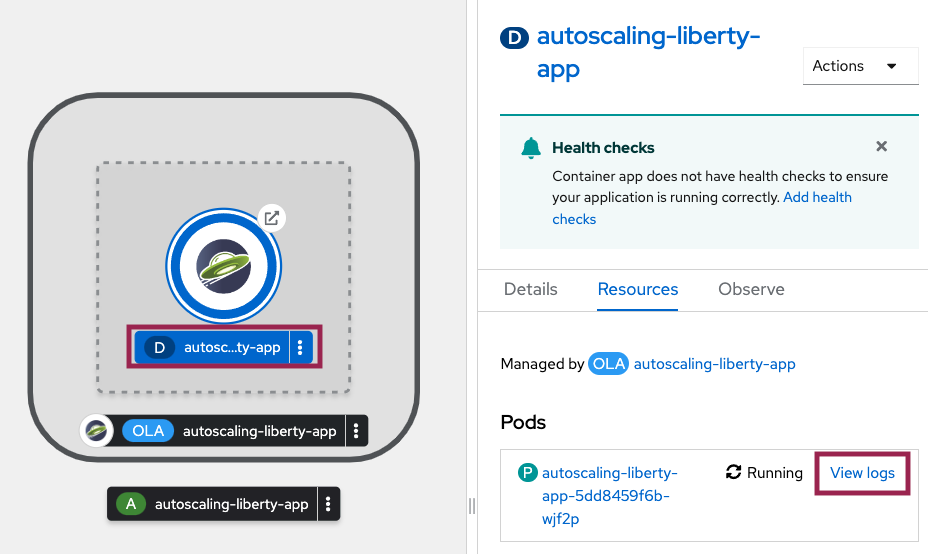 D autosc...ty-app
OLA autoscaling-liberty-app
A autoscaling-liberty-app
D autoscaling-liberty-
app
Actions
Health checks
Container app does not have health checks to ensure
your application is running correctly. Add health
checks
Details Resources Observe
Managed by OLA autoscaling-liberty-app
Pods
P autoscaling-liberty- Running View logs
app-5dd8459f6b-
wjf2p